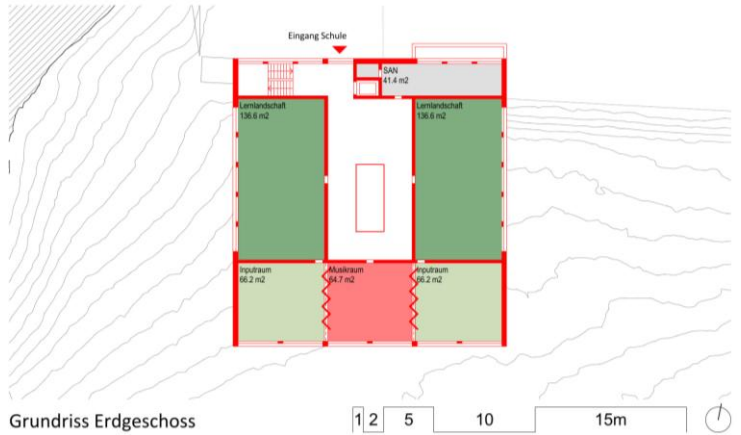 Eingang Schule
SAN
41.4 m2
Lernlandschaft
136.6 m2
Lernlandschaft
136.6 m2
Inputraum
66.2 m2
Musikraum
64.7 m2
Inputraum
66.2 m2
Grundriss Erdgeschoss
1 2 5 10 15m